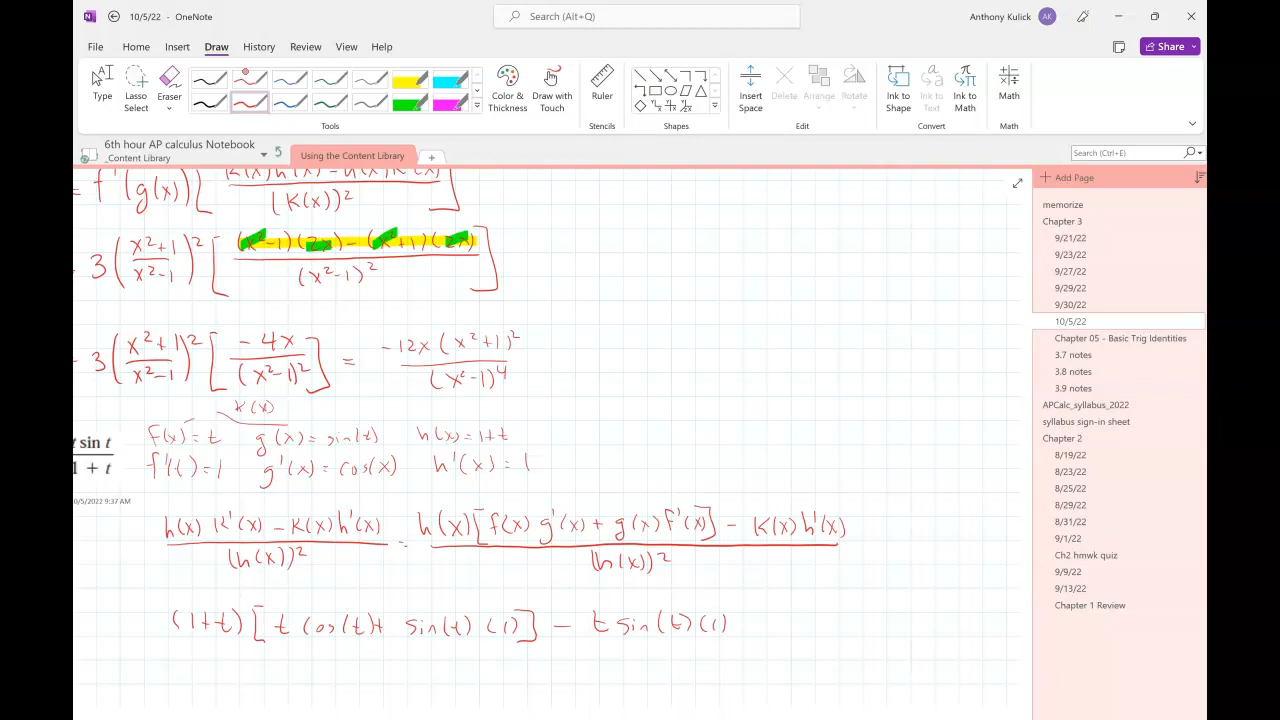 10/5/22 - OneNote
Search (Alt+Q)
Anthony Kulick
AK
File Home Insert Draw History Review View Help
Share
Type
Lasso Select
Eraser
Color & Thickness
Draw with Touch
Ruler
Insert Space
Delete
Arrange
Rotate
Ink to Shape
Ink to Text
Ink to Math
Math
Tools
Stencils
Shapes
Edit
Convert
Math
6th hour AP calculus Notebook
_Content Library
Using the Content Library
Search (Ctrl+E)
Add Page
memorize
Chapter 3
9/21/22
9/23/22
9/27/22
9/29/22
9/30/22
10/5/22
Chapter 05 - Basic Trig Identities
3.7 notes
3.8 notes
3.9 notes
APCalc_syllabus_2022
syllabus sign-in sheet
Chapter 2
8/19/22
8/23/22
8/25/22
8/29/22
8/31/22
9/1/22
Ch2 hmwk quiz
9/9/22
9/13/22
Chapter 1 Review
= f'(g(x)) [ (K(x)h'(x) - h(x)K'(x)) / (K(x))² ]
= 3 ((x²+1)/(x²-1))² [ ((x²-1)(2x) - (x²+1)(2x)) / (x²-1)² ]
3 ((x²+1)/(x²-1))² [ -4x / (x²-1)² ] = -12x (x²+1)² / (x²-1)⁴
K(x)
t sin t / 1 + t
f(x) = t g(x) = sin(t) h(x) = 1+t
f'( ) = 1 g'(x) = cos(x) h'(x) = 1
10/5/2022 9:37 AM
(h(x) K'(x) - K(x) h'(x)) / (h(x))² = (h(x)[f(x) g'(x) + g(x) f'(x)] - K(x) h'(x)) / (h(x))²
(1+t)[t cos(t)+ sin(t) (1)] - t sin(t) (1)